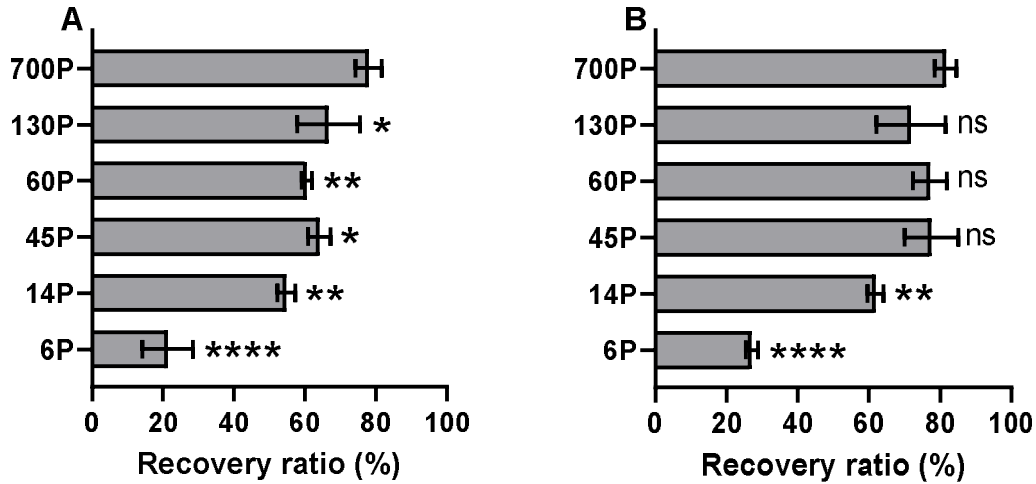 A
700P
130P *
60P **
45P *
14P **
6P ****
0 20 40 60 80 100
Recovery ratio (%)
B
700P
130P ns
60P ns
45P ns
14P **
6P ****
0 20 40 60 80 100
Recovery ratio (%)